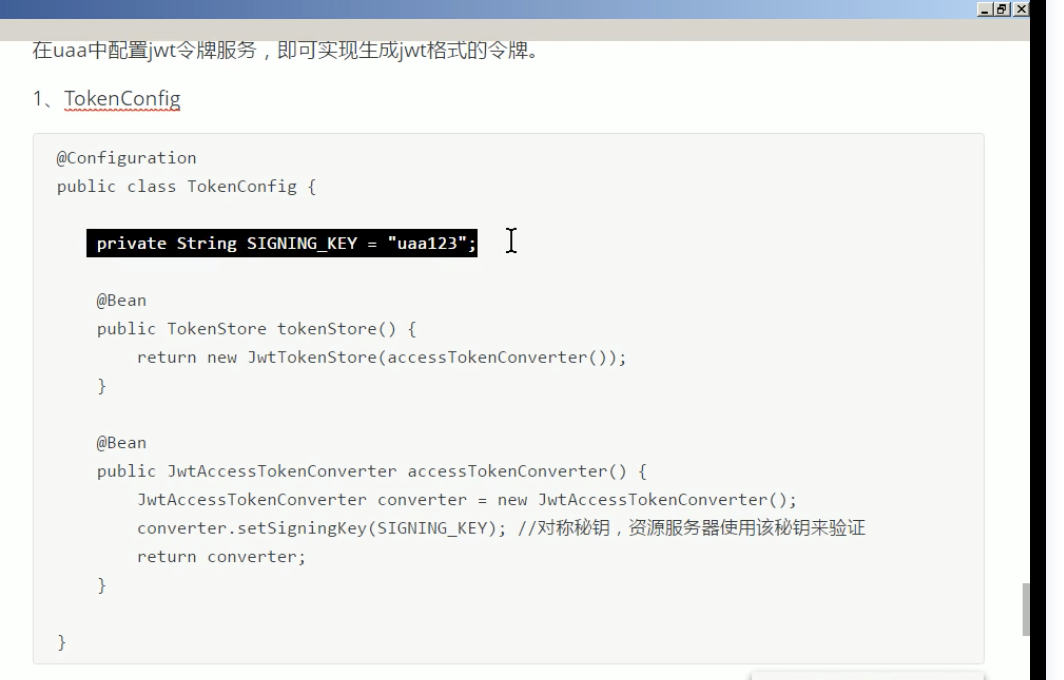 在uaa中配置jwt令牌服务，即可实现生成jwt格式的令牌。
1、TokenConfig
@Configuration
public class TokenConfig {
private String SIGNING_KEY = "uaa123";
@Bean
public TokenStore tokenStore() {
return new JwtTokenStore(accessTokenConverter());
}
@Bean
public JwtAccessTokenConverter accessTokenConverter() {
JwtAccessTokenConverter converter = new JwtAccessTokenConverter();
converter.setSigningKey(SIGNING_KEY); //对称秘钥，资源服务器使用该秘钥来验证
return converter;
}
}